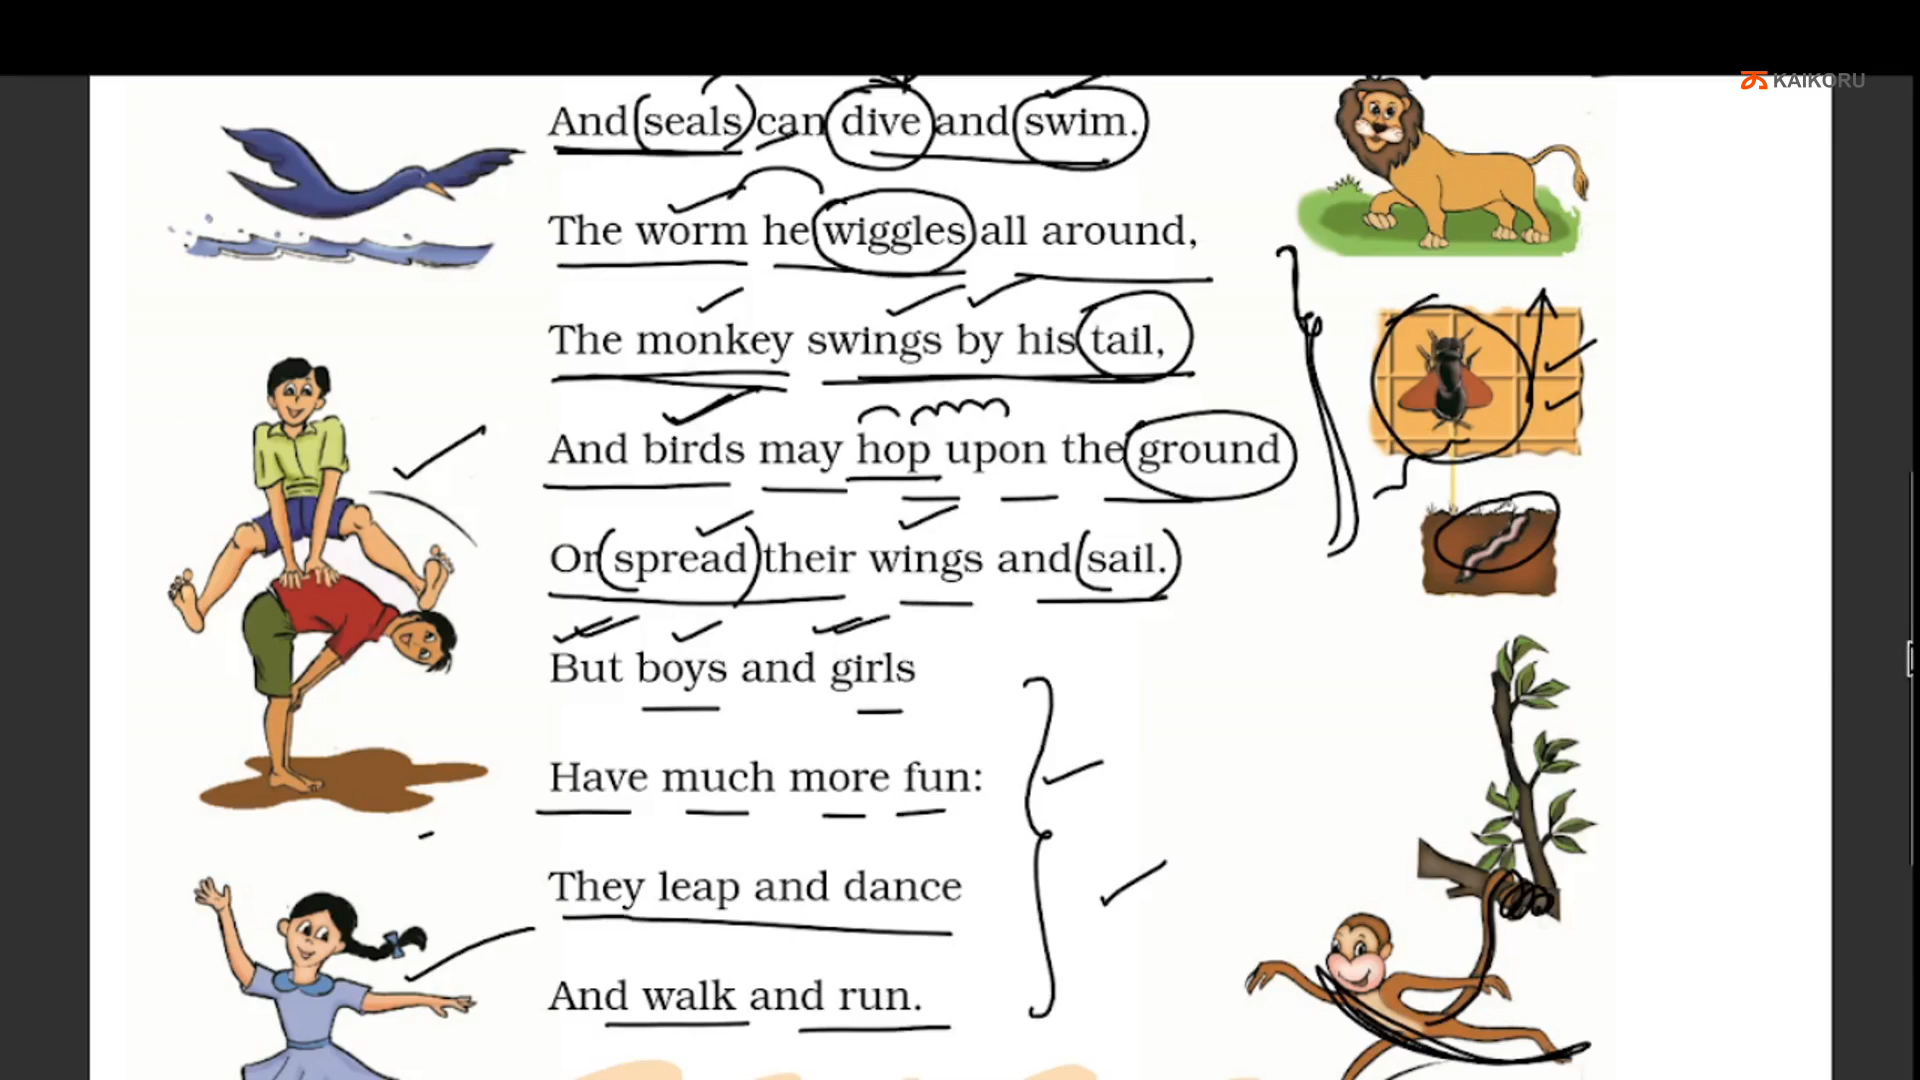 KAIKORU
And seals can dive and swim.
The worm he wiggles all around,
The monkey swings by his tail,
And birds may hop upon the ground
Or spread their wings and sail.
But boys and girls
Have much more fun:
They leap and dance
And walk and run.